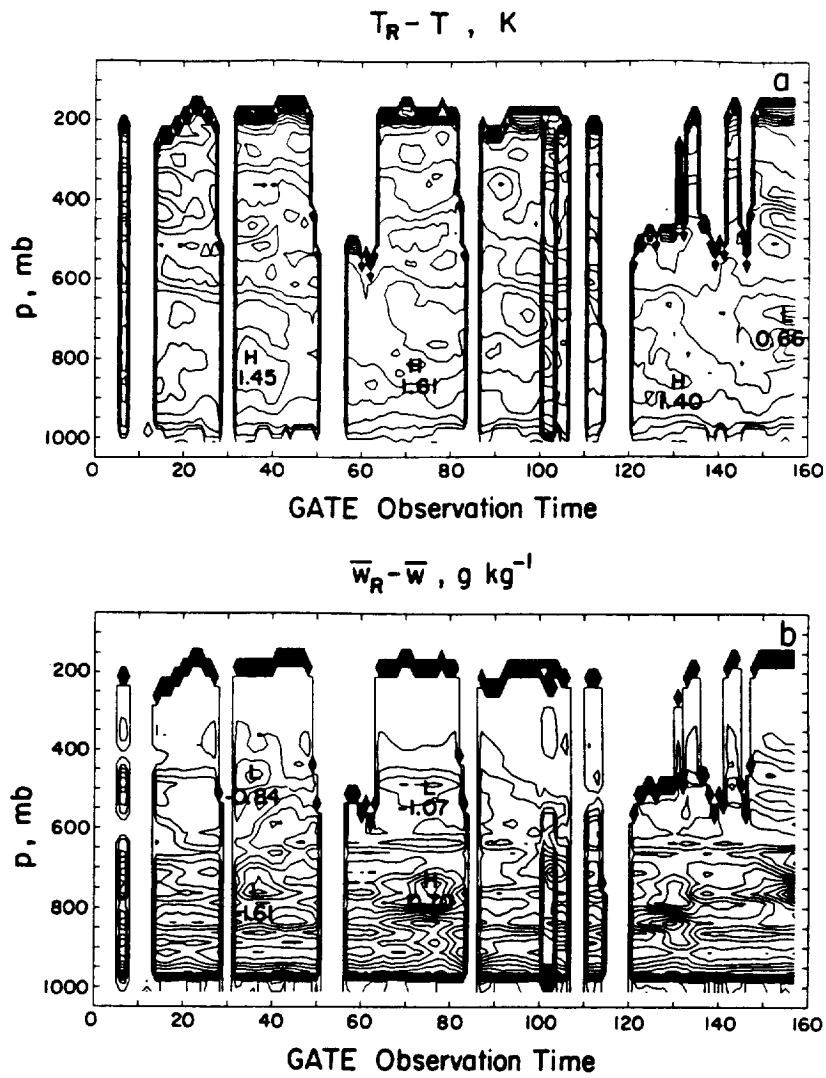 T_R – T , K
a
200
400
600
800
1000
p, mb
H
1.45
H
1.61
H
1.40
L
0.66
0 20 40 60 80 100 120 140 160
GATE Observation Time
w̅_R – w̅ , g kg⁻¹
b
200
400
600
800
1000
p, mb
L
-0.84
L
-1.07
L
-1.61
H
0 20 40 60 80 100 120 140 160
GATE Observation Time